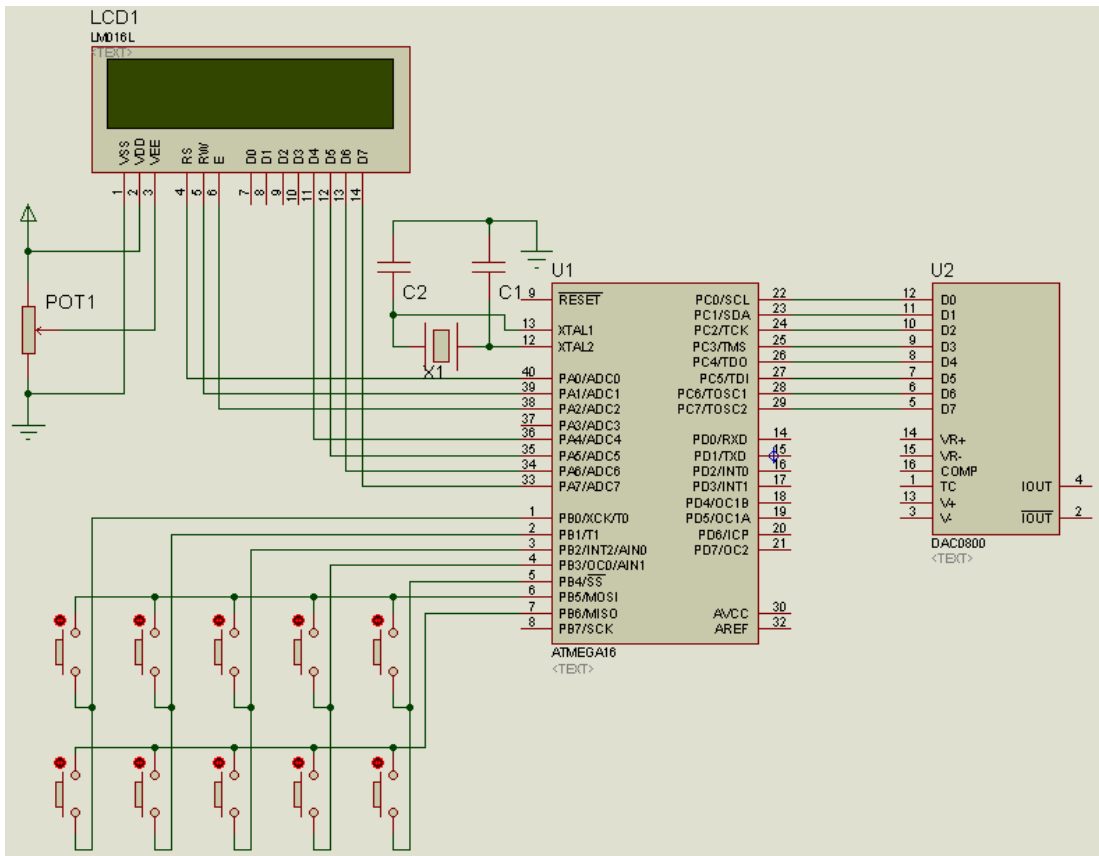 LCD1
LM016L
<TEXT>
VSS VDD VEE RS RW E D0 D1 D2 D3 D4 D5 D6 D7
1 2 3 4 5 6 7 8 9 10 11 12 13 14
POT1
C2
C1
X1
U1
9 RESET PC0/SCL 22
PC1/SDA 23
13 XTAL1 PC2/TCK 24
12 XTAL2 PC3/TMS 25
PC4/TDO 26
40 PA0/ADC0 PC5/TDI 27
39 PA1/ADC1 PC6/TOSC1 28
38 PA2/ADC2 PC7/TOSC2 29
37 PA3/ADC3
36 PA4/ADC4 PD0/RXD 14
35 PA5/ADC5 PD1/TXD 15
34 PA6/ADC6 PD2/INT0 16
33 PA7/ADC7 PD3/INT1 17
PD4/OC1B 18
1 PB0/XCK/T0 PD5/OC1A 19
2 PB1/T1 PD6/ICP 20
3 PB2/INT2/AIN0 PD7/OC2 21
4 PB3/OC0/AIN1
5 PB4/SS
6 PB5/MOSI
7 PB6/MISO AVCC 30
8 PB7/SCK AREF 32
ATMEGA16
<TEXT>
U2
12 D0
11 D1
10 D2
9 D3
8 D4
7 D5
6 D6
5 D7
14 VR+
15 VR-
16 COMP
1 TC IOUT 4
13 V+
3 V- IOUT 2
DAC0800
<TEXT>